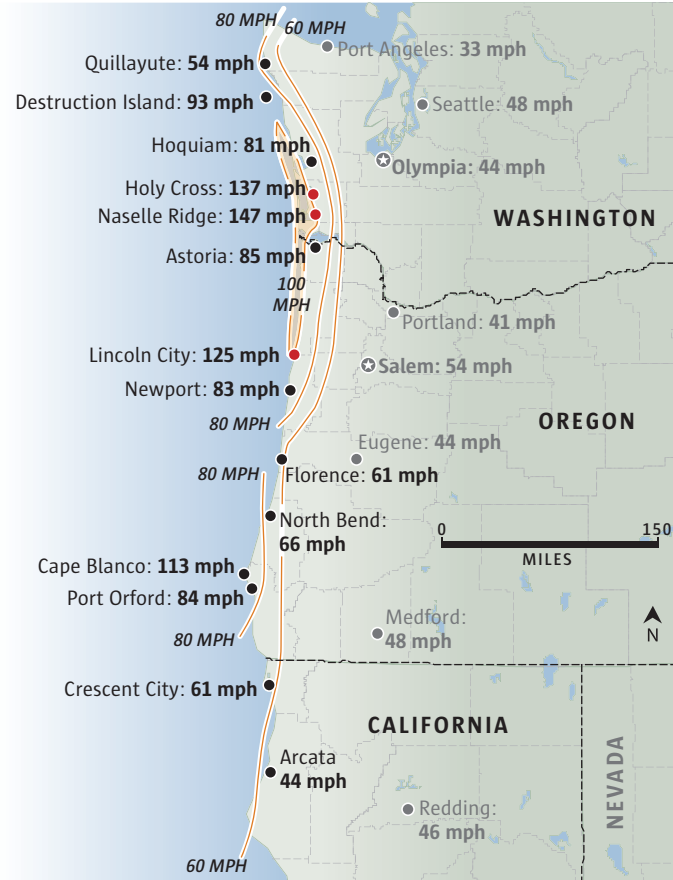 80 MPH
60 MPH
Port Angeles: 33 mph
Quillayute: 54 mph
Destruction Island: 93 mph
Seattle: 48 mph
Hoquiam: 81 mph
Olympia: 44 mph
Holy Cross: 137 mph
Naselle Ridge: 147 mph
WASHINGTON
Astoria: 85 mph
100
MPH
Portland: 41 mph
Lincoln City: 125 mph
Salem: 54 mph
Newport: 83 mph
80 MPH
OREGON
Eugene: 44 mph
80 MPH
Florence: 61 mph
North Bend:
66 mph
0
150
MILES
Cape Blanco: 113 mph
Port Orford: 84 mph
Medford:
48 mph
80 MPH
N
Crescent City: 61 mph
CALIFORNIA
NEVADA
Arcata
44 mph
Redding:
46 mph
60 MPH